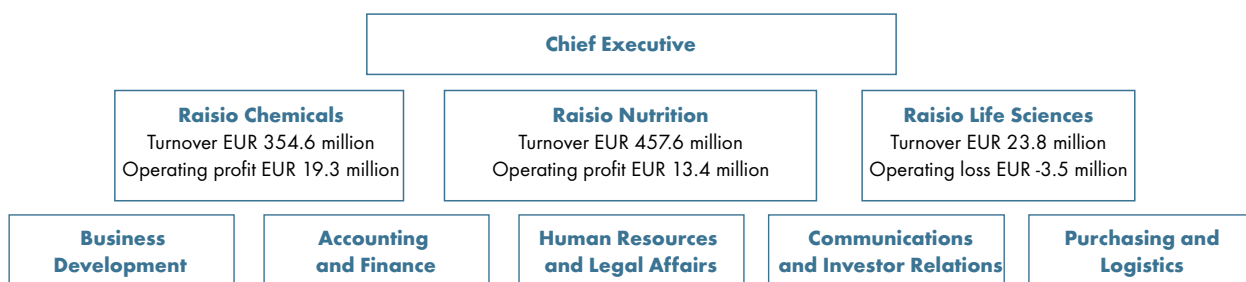 Chief Executive
Raisio Chemicals
Turnover EUR 354.6 million
Operating profit EUR 19.3 million
Raisio Nutrition
Turnover EUR 457.6 million
Operating profit EUR 13.4 million
Raisio Life Sciences
Turnover EUR 23.8 million
Operating loss EUR -3.5 million
Business
Development
Accounting
and Finance
Human Resources
and Legal Affairs
Communications
and Investor Relations
Purchasing and
Logistics